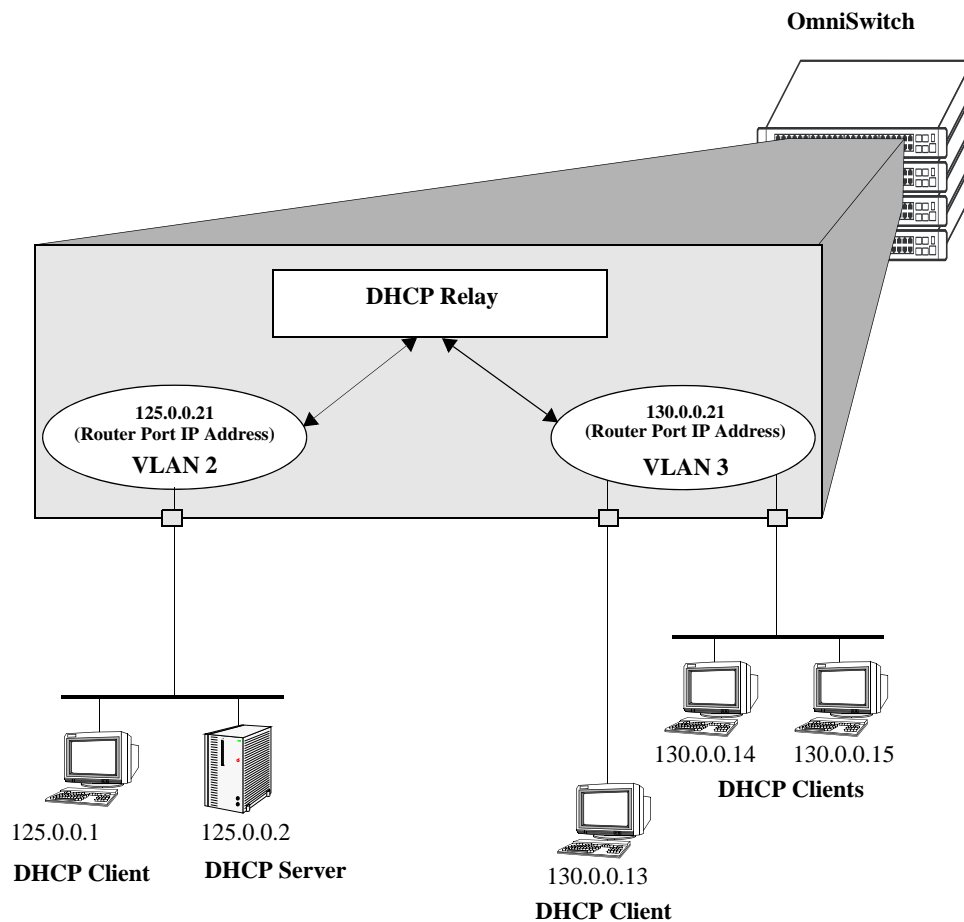 OmniSwitch
DHCP Relay
125.0.0.21
(Router Port IP Address)
VLAN 2
130.0.0.21
(Router Port IP Address)
VLAN 3
130.0.0.14
130.0.0.15
DHCP Clients
125.0.0.1
DHCP Client
125.0.0.2
DHCP Server
130.0.0.13
DHCP Client